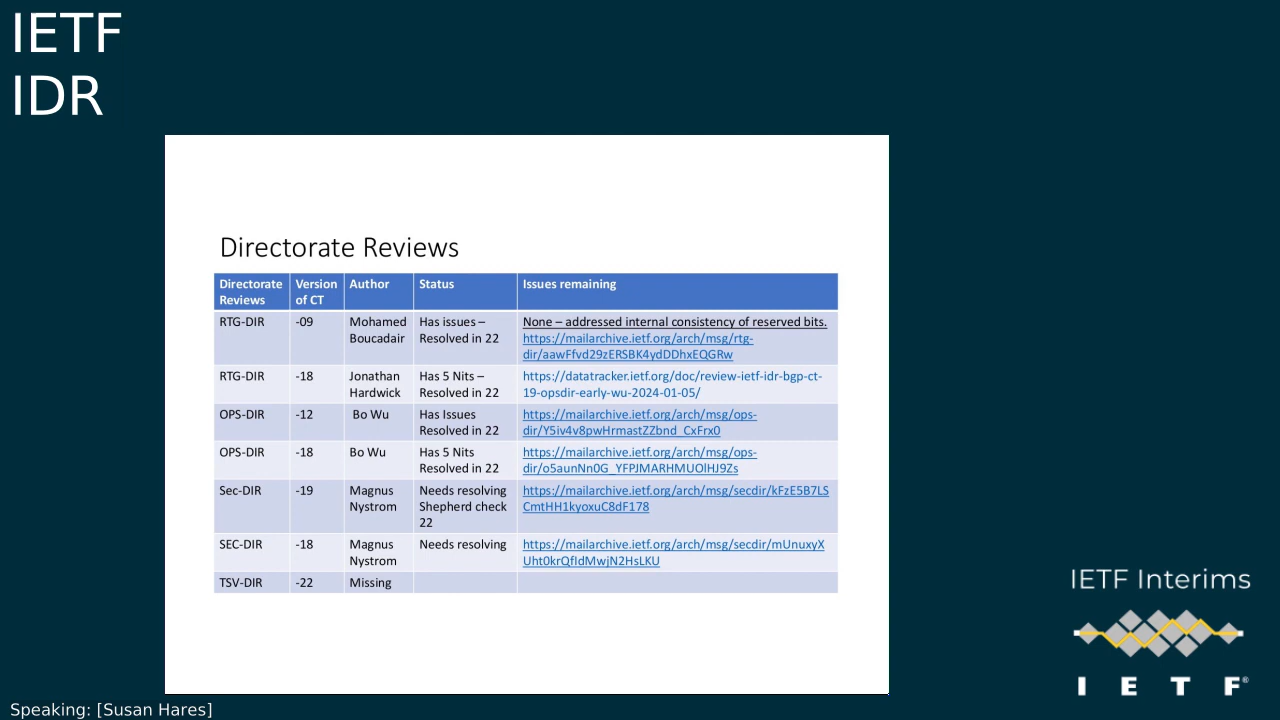 IETF
IDR
Directorate Reviews
Directorate Reviews Version of CT Author Status Issues remaining
RTG-DIR -09 Mohamed Boucadair Has issues – Resolved in 22 None – addressed internal consistency of reserved bits. https://mailarchive.ietf.org/arch/msg/rtg-dir/aawFfvd29zERSBK4ydDDhxEQGRw
RTG-DIR -18 Jonathan Hardwick Has 5 Nits – Resolved in 22 https://datatracker.ietf.org/doc/review-ietf-idr-bgp-ct-19-opsdir-early-wu-2024-01-05/
OPS-DIR -12 Bo Wu Has Issues Resolved in 22 https://mailarchive.ietf.org/arch/msg/ops-dir/Y5iv4v8pwHrmastZZbnd_CxFrx0
OPS-DIR -18 Bo Wu Has 5 Nits Resolved in 22 https://mailarchive.ietf.org/arch/msg/ops-dir/o5aunNn0G_YFPJMARHMUOlHJ9Zs
Sec-DIR -19 Magnus Nystrom Needs resolving Shepherd check 22 https://mailarchive.ietf.org/arch/msg/secdir/kFzE5B7LSCmtHH1kyoxuC8dF178
SEC-DIR -18 Magnus Nystrom Needs resolving https://mailarchive.ietf.org/arch/msg/secdir/mUnuxyXUht0krQfIdMwjN2HsLKU
TSV-DIR -22 Missing
IETF Interims
I E T F®
Speaking: [Susan Hares]